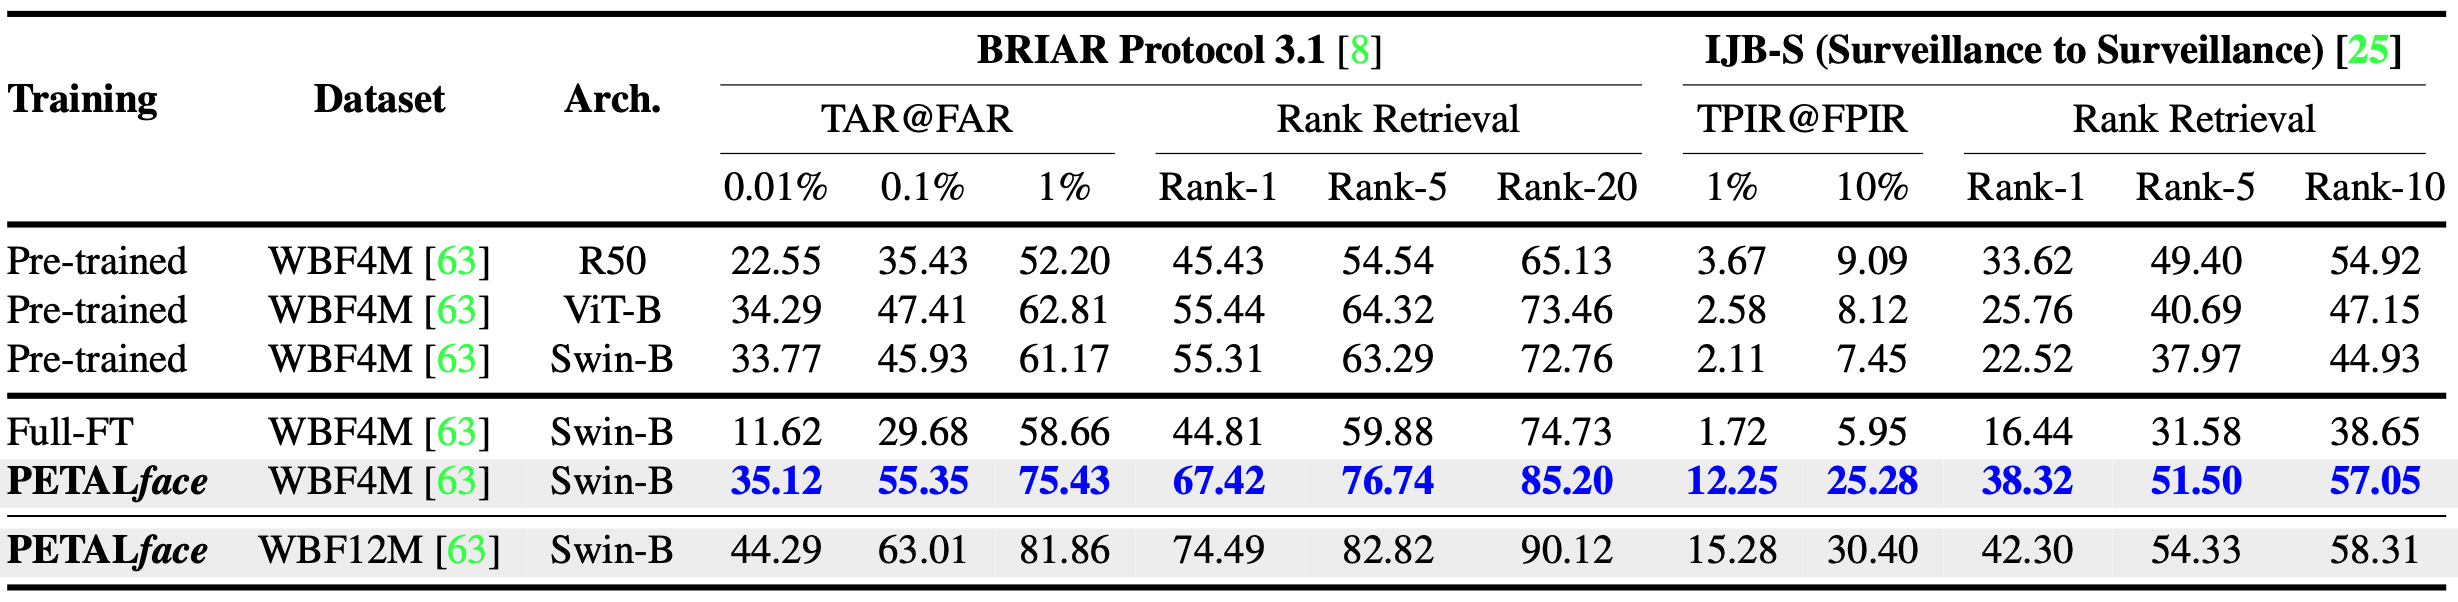 BRIAR Protocol 3.1 [8] IJB-S (Surveillance to Surveillance) [25]
Training Dataset Arch.
TAR@FAR Rank Retrieval TPIR@FPIR Rank Retrieval
0.01% 0.1% 1% Rank-1 Rank-5 Rank-20 1% 10% Rank-1 Rank-5 Rank-10
Pre-trained WBF4M [63] R50 22.55 35.43 52.20 45.43 54.54 65.13 3.67 9.09 33.62 49.40 54.92
Pre-trained WBF4M [63] ViT-B 34.29 47.41 62.81 55.44 64.32 73.46 2.58 8.12 25.76 40.69 47.15
Pre-trained WBF4M [63] Swin-B 33.77 45.93 61.17 55.31 63.29 72.76 2.11 7.45 22.52 37.97 44.93
Full-FT WBF4M [63] Swin-B 11.62 29.68 58.66 44.81 59.88 74.73 1.72 5.95 16.44 31.58 38.65
PETALface WBF4M [63] Swin-B 35.12 55.35 75.43 67.42 76.74 85.20 12.25 25.28 38.32 51.50 57.05
PETALface WBF12M [63] Swin-B 44.29 63.01 81.86 74.49 82.82 90.12 15.28 30.40 42.30 54.33 58.31